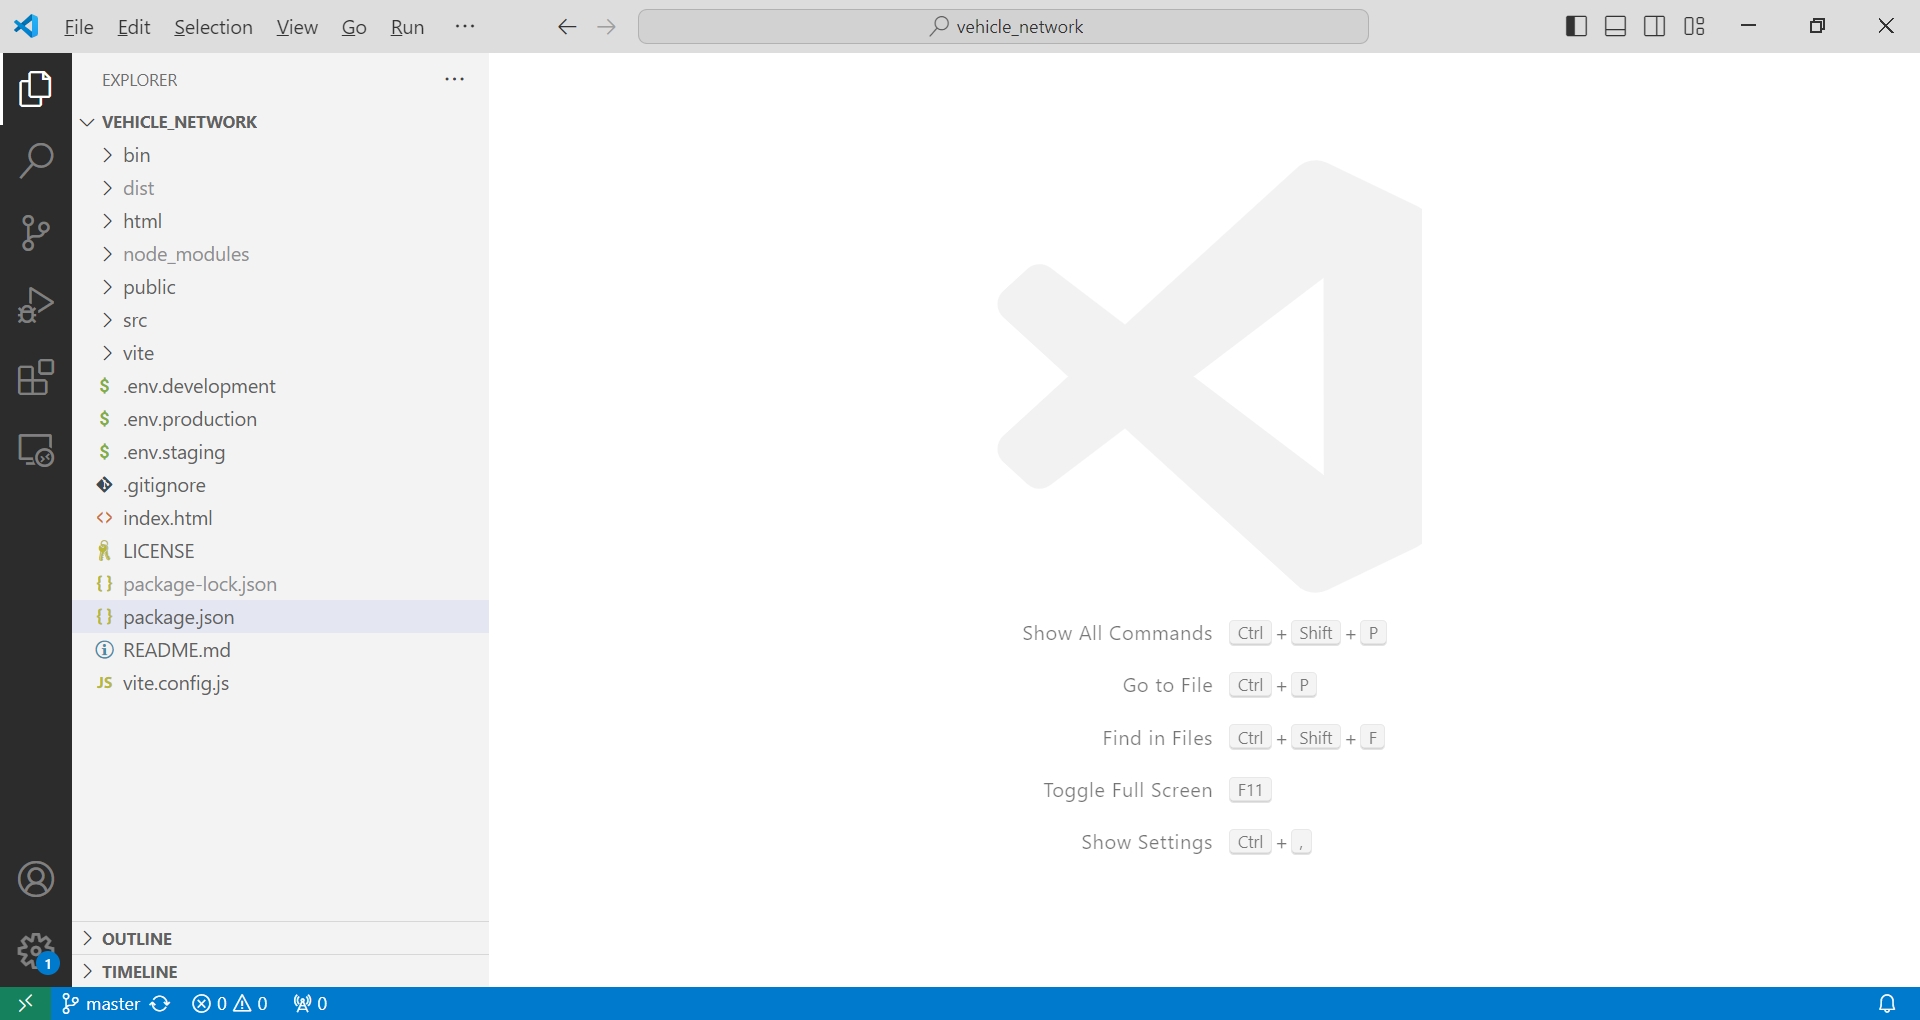 File Edit Selection View Go Run ···
vehicle_network
EXPLORER
VEHICLE_NETWORK
bin
dist
html
node_modules
public
src
vite
$ .env.development
$ .env.production
$ .env.staging
.gitignore
<> index.html
LICENSE
{} package-lock.json
{} package.json
README.md
JS vite.config.js
Show All Commands Ctrl + Shift + P
Go to File Ctrl + P
Find in Files Ctrl + Shift + F
Toggle Full Screen F11
Show Settings Ctrl + ,
OUTLINE
1
TIMELINE
master 0 0 0